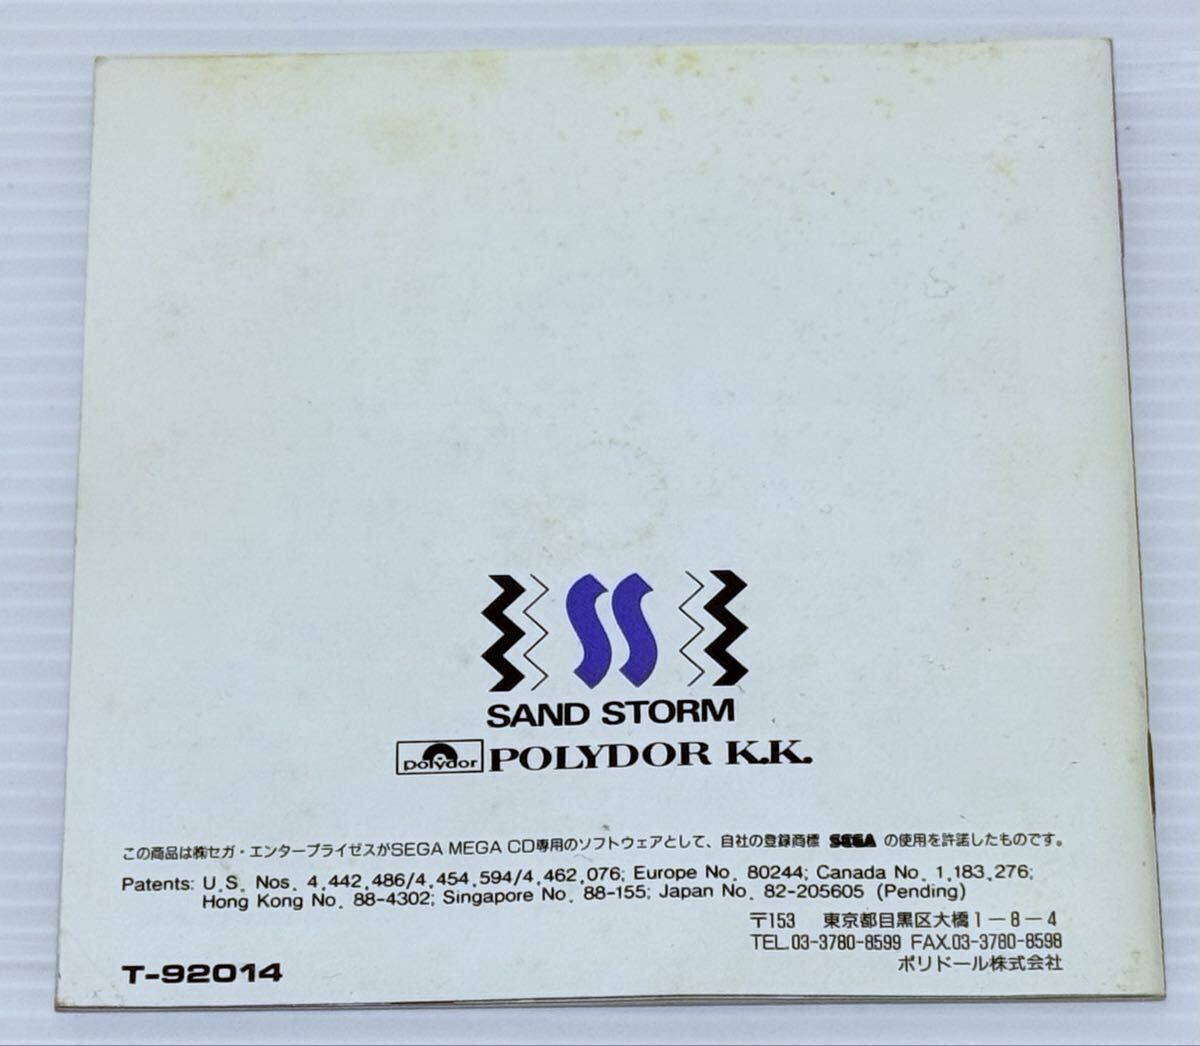 SAND STORM
polydor POLYDOR K.K.
この商品は㈱セガ・エンタープライゼスがSEGA MEGA CD専用のソフトウェアとして、自社の登録商標 SEGA の使用を許諾したものです。
Patents: U.S. Nos. 4,442,486/4,454,594/4,462,076; Europe No. 80244; Canada No. 1,183,276;
Hong Kong No. 88-4302; Singapore No. 88-155; Japan No. 82-205605 (Pending)
〒153 東京都目黒区大橋1-8-4
TEL.03-3780-8599 FAX.03-3780-8598
ポリドール株式会社
T-92014